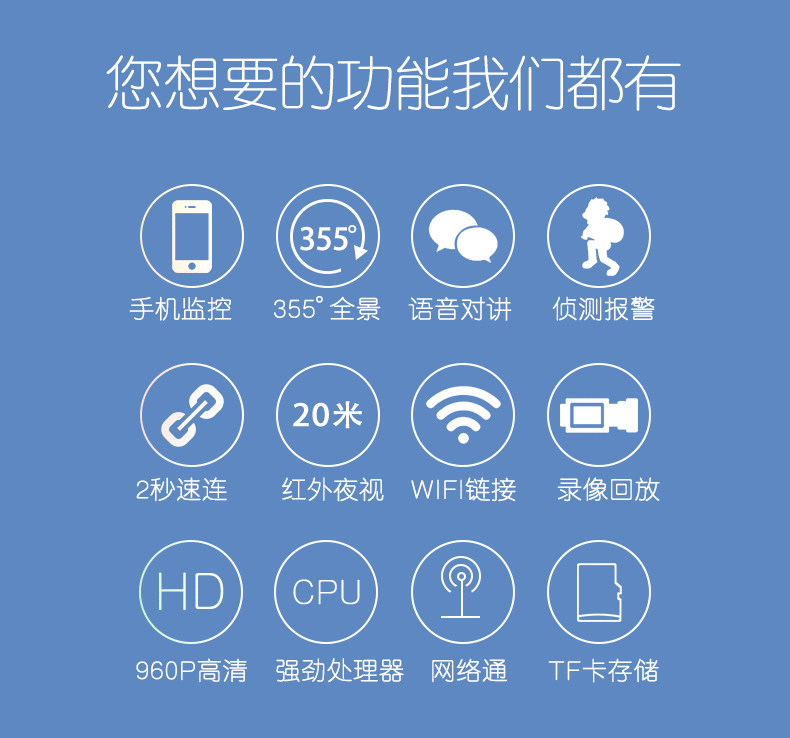 您想要的功能我们都有
355°
手机监控 355°全景 语音对讲 侦测报警
20米
2秒速连 红外夜视 WIFI链接 录像回放
HD CPU
960P高清 强劲处理器 网络通 TF卡存储